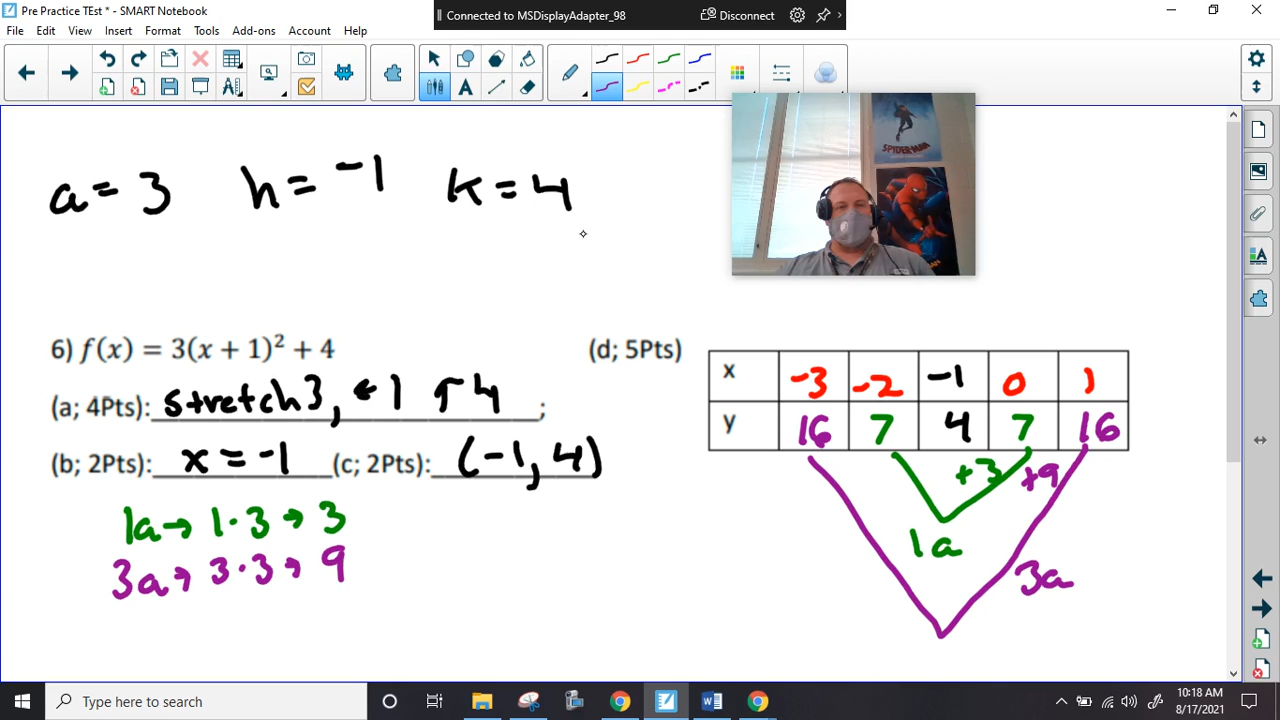 Pre Practice TEst * - SMART Notebook
Connected to MSDisplayAdapter_98
Disconnect
File Edit View Insert Format Tools Add-ons Account Help
SPIDER-MAN
a = 3 h = -1 k = 4
6) f(x) = 3(x + 1)² + 4 (d; 5Pts)
(a; 4Pts): stretch 3, ←1 ↑4 ;
(b; 2Pts): x = -1 (c; 2Pts): (-1, 4)
x -3 -2 -1 0 1
y 16 7 4 7 16
+3 +9
1a → 1·3 → 3
1a
3a → 3·3 → 9
3a
Type here to search
10:18 AM
8/17/2021